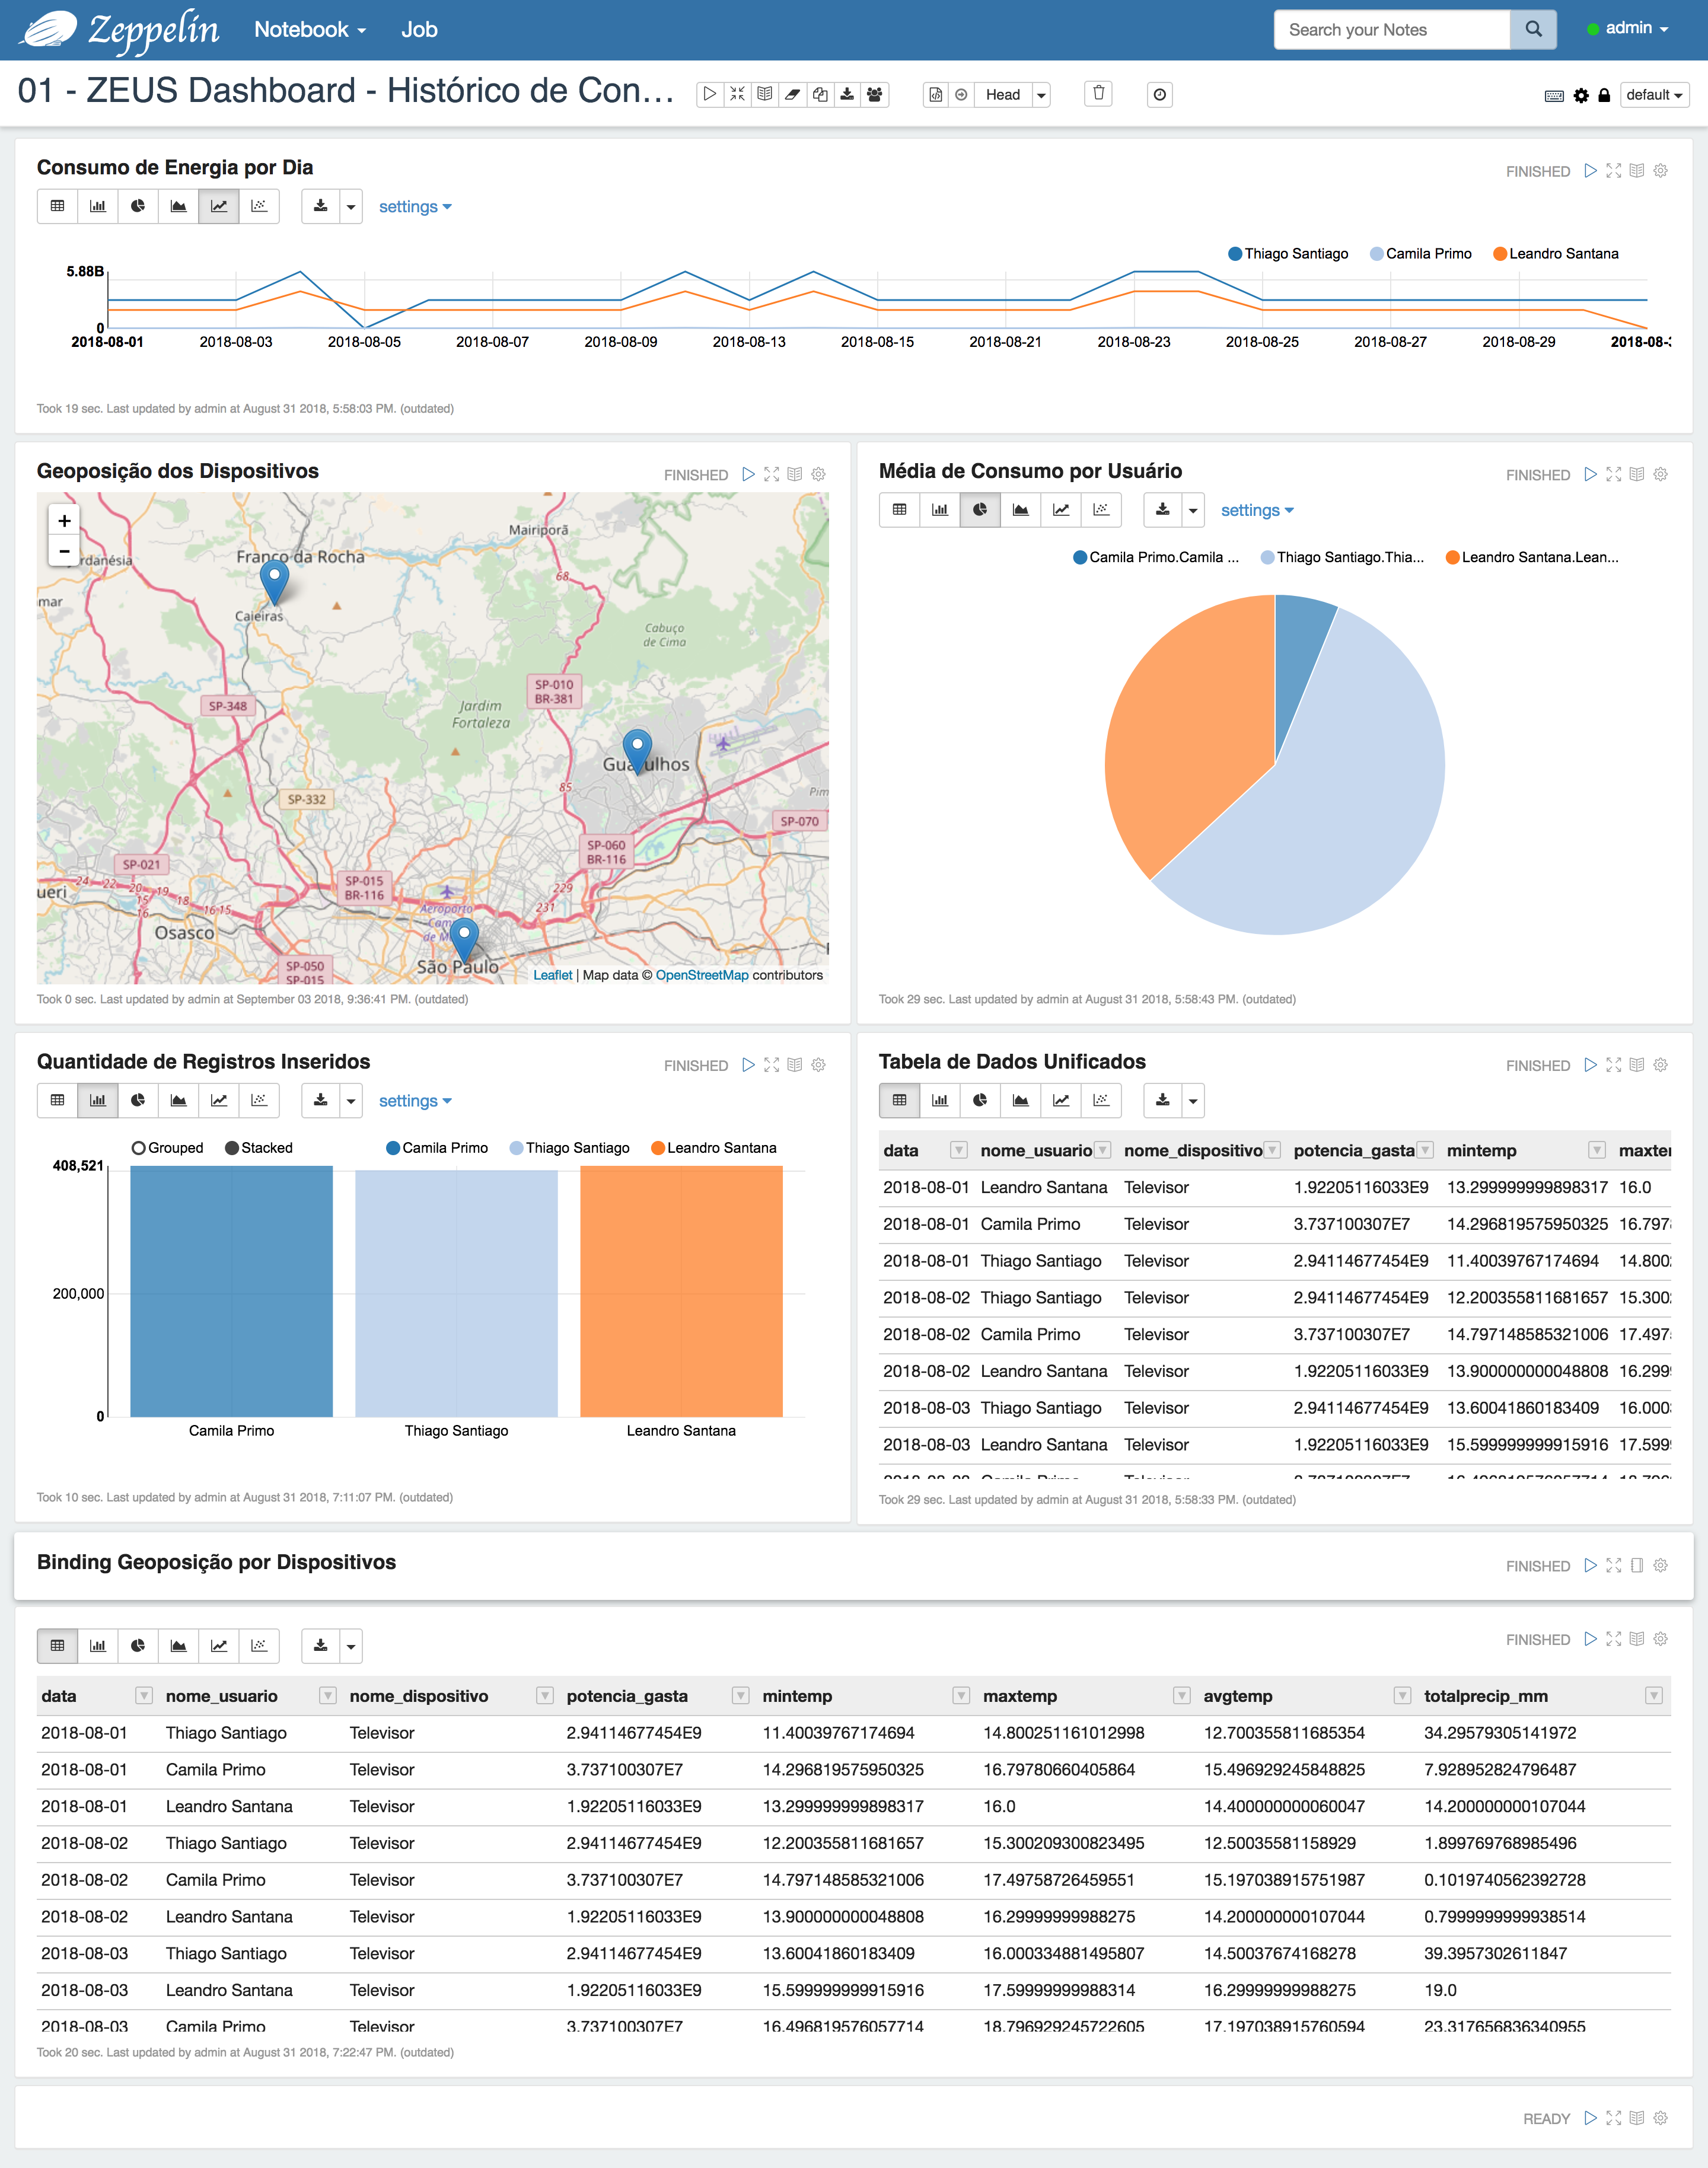 Zeppelin Notebook Job Search your Notes admin
01 - ZEUS Dashboard - Histórico de Con... Head default
Consumo de Energia por Dia FINISHED
settings
Thiago Santiago Camila Primo Leandro Santana
5.88B
0
2018-08-01 2018-08-03 2018-08-05 2018-08-07 2018-08-09 2018-08-13 2018-08-15 2018-08-21 2018-08-23 2018-08-25 2018-08-27 2018-08-29 2018-08-
Took 19 sec. Last updated by admin at August 31 2018, 5:58:03 PM. (outdated)
Geoposição dos Dispositivos FINISHED
+
-
Mairiporã
rdanésia
Franco da Rocha
68
mar
Caieiras
Cabuço
de Cima
SP-010
BR-381
SP-348
Jardim
Fortaleza
Guarulhos
85
Pim
SP-332
SP-070
SP-060
BR-116
SP-021
SP-015
BR-116
24 22 20 19
229
ueri
15 18 16-15
16
231
Aeroporto
Cam
de M
Osasco
São Paulo
SP-050
SP-015
Leaflet | Map data © OpenStreetMap contributors
Took 0 sec. Last updated by admin at September 03 2018, 9:36:41 PM. (outdated)
Média de Consumo por Usuário FINISHED
settings
Camila Primo.Camila ... Thiago Santiago.Thia... Leandro Santana.Lean...
Took 29 sec. Last updated by admin at August 31 2018, 5:58:43 PM. (outdated)
Quantidade de Registros Inseridos FINISHED
settings
Grouped Stacked Camila Primo Thiago Santiago Leandro Santana
408,521
200,000
0
Camila Primo Thiago Santiago Leandro Santana
Took 10 sec. Last updated by admin at August 31 2018, 7:11:07 PM. (outdated)
Tabela de Dados Unificados FINISHED
data nome_usuario nome_dispositivo potencia_gasta mintemp maxter
2018-08-01 Leandro Santana Televisor 1.92205116033E9 13.299999999898317 16.0
2018-08-01 Camila Primo Televisor 3.737100307E7 14.296819575950325 16.797
2018-08-01 Thiago Santiago Televisor 2.94114677454E9 11.40039767174694 14.800
2018-08-02 Thiago Santiago Televisor 2.94114677454E9 12.200355811681657 15.300
2018-08-02 Camila Primo Televisor 3.737100307E7 14.797148585321006 17.497
2018-08-02 Leandro Santana Televisor 1.92205116033E9 13.900000000048808 16.299
2018-08-03 Thiago Santiago Televisor 2.94114677454E9 13.60041860183409 16.000
2018-08-03 Leandro Santana Televisor 1.92205116033E9 15.599999999915916 17.599
Took 29 sec. Last updated by admin at August 31 2018, 5:58:33 PM. (outdated)
Binding Geoposição por Dispositivos FINISHED
FINISHED
data nome_usuario nome_dispositivo potencia_gasta mintemp maxtemp avgtemp totalprecip_mm
2018-08-01 Thiago Santiago Televisor 2.94114677454E9 11.40039767174694 14.800251161012998 12.700355811685354 34.29579305141972
2018-08-01 Camila Primo Televisor 3.737100307E7 14.296819575950325 16.79780660405864 15.496929245848825 7.928952824796487
2018-08-01 Leandro Santana Televisor 1.92205116033E9 13.299999999898317 16.0 14.400000000060047 14.200000000107044
2018-08-02 Thiago Santiago Televisor 2.94114677454E9 12.200355811681657 15.300209300823495 12.50035581158929 1.899769768985496
2018-08-02 Camila Primo Televisor 3.737100307E7 14.797148585321006 17.49758726459551 15.197038915751987 0.1019740562392728
2018-08-02 Leandro Santana Televisor 1.92205116033E9 13.900000000048808 16.29999999988275 14.200000000107044 0.7999999999938514
2018-08-03 Thiago Santiago Televisor 2.94114677454E9 13.60041860183409 16.000334881495807 14.50037674168278 39.3957302611847
2018-08-03 Leandro Santana Televisor 1.92205116033E9 15.599999999915916 17.59999999988314 16.29999999988275 19.0
2018-08-03 Camila Primo Televisor 3.737100307E7 16.496819576057714 18.796929245722605 17.197038915760594 23.317656836340955
Took 20 sec. Last updated by admin at August 31 2018, 7:22:47 PM. (outdated)
READY